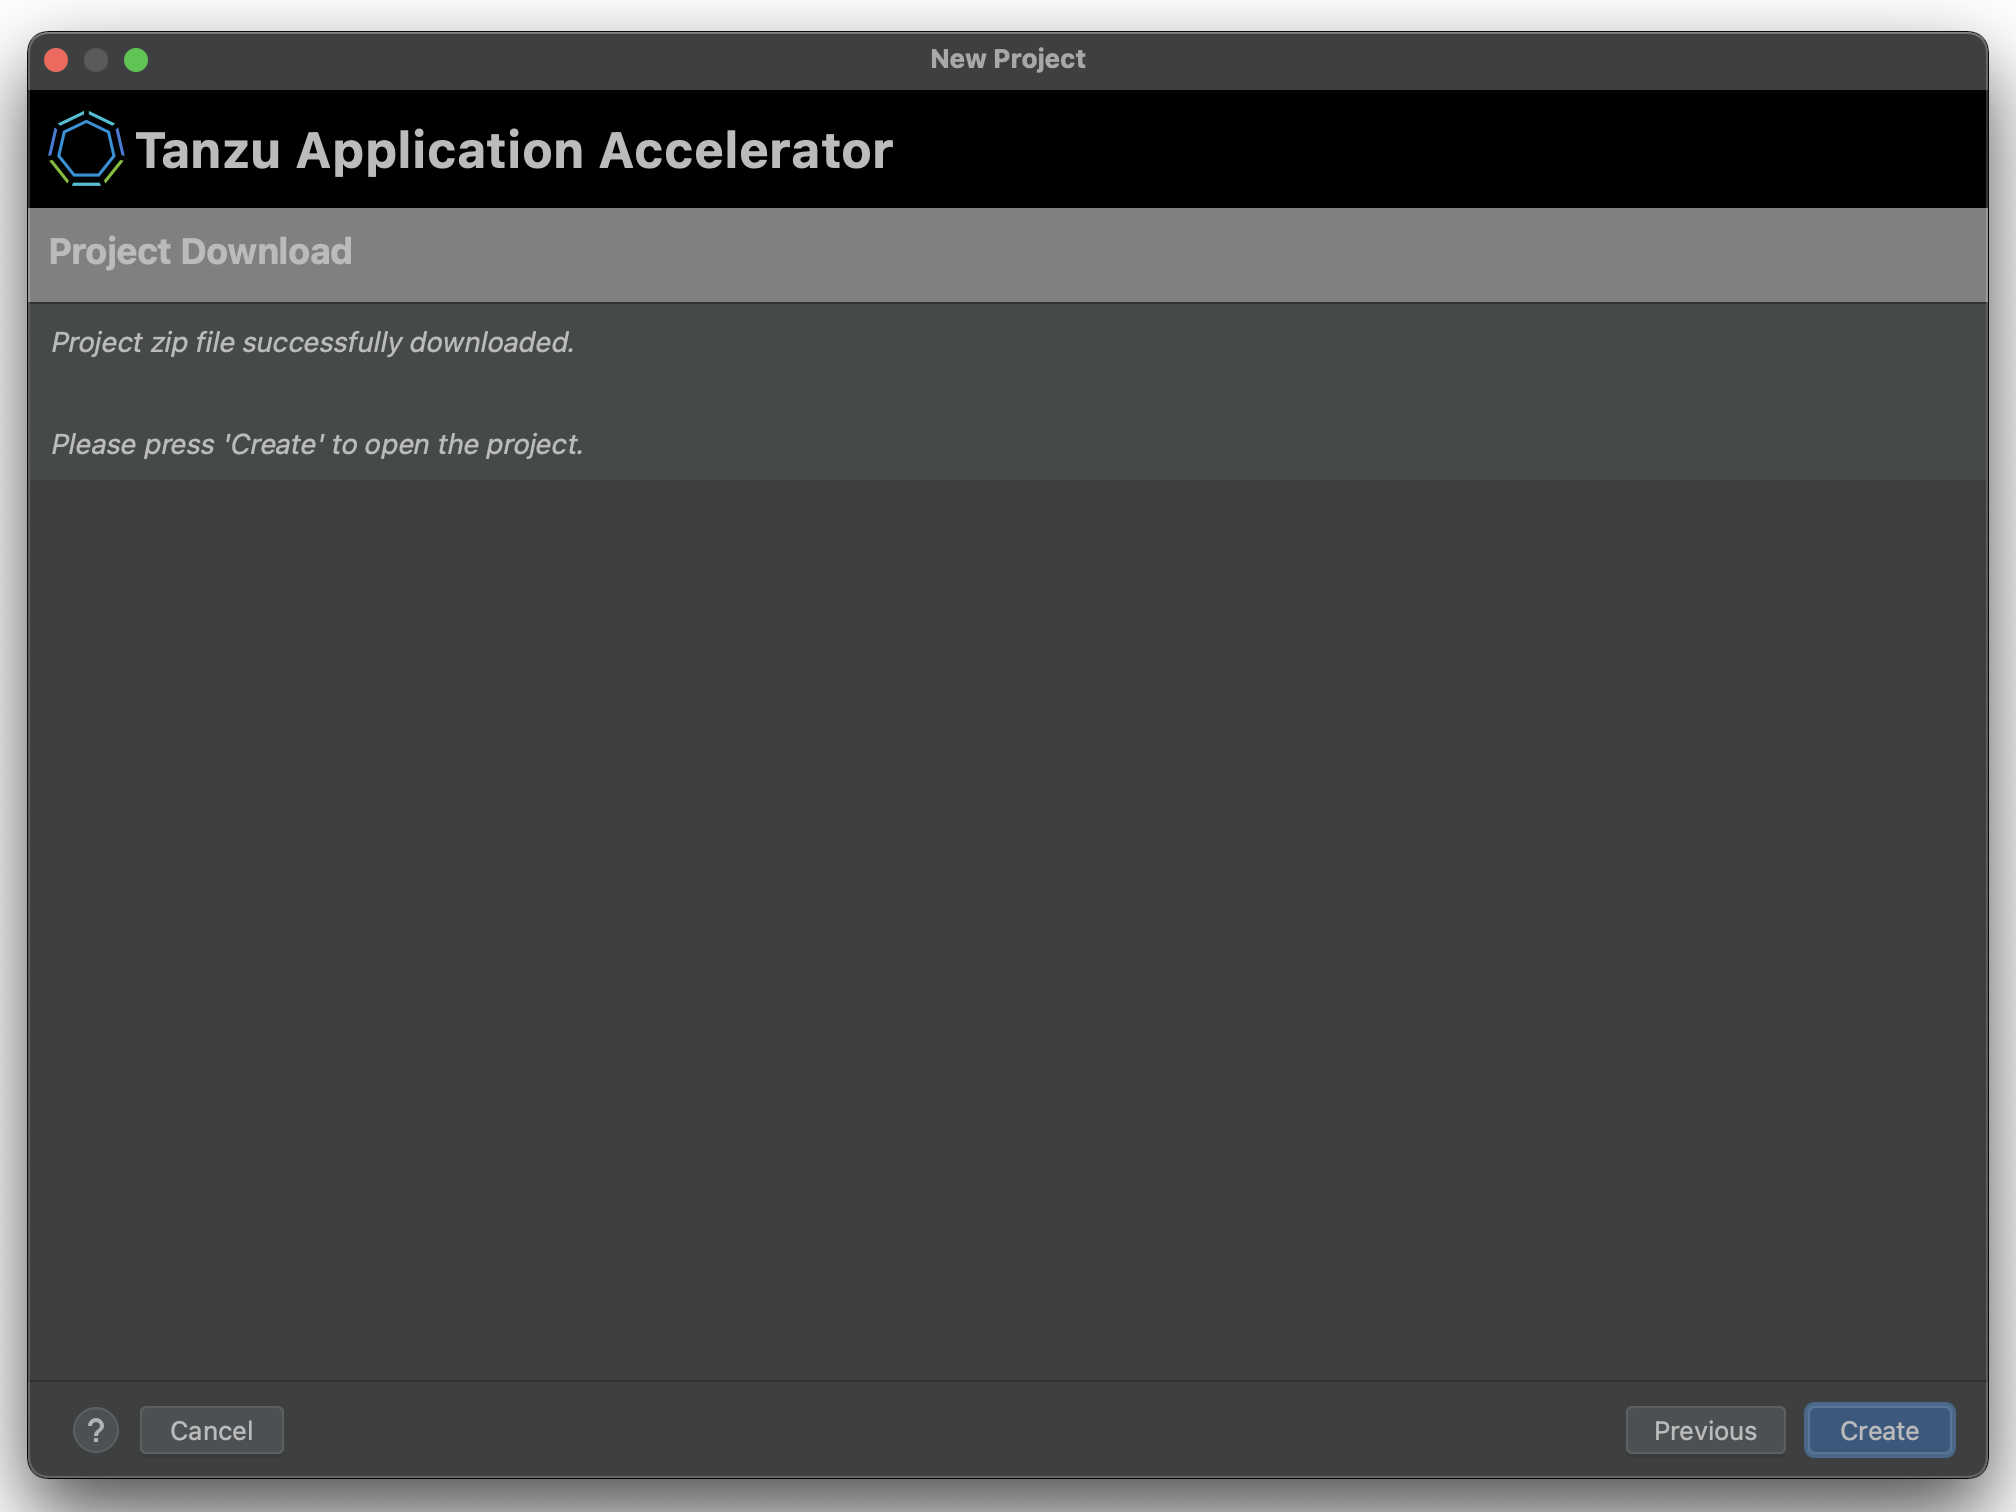 New Project
Tanzu Application Accelerator
Project Download
Project zip file successfully downloaded.
Please press 'Create' to open the project.
?
Cancel
Previous
Create